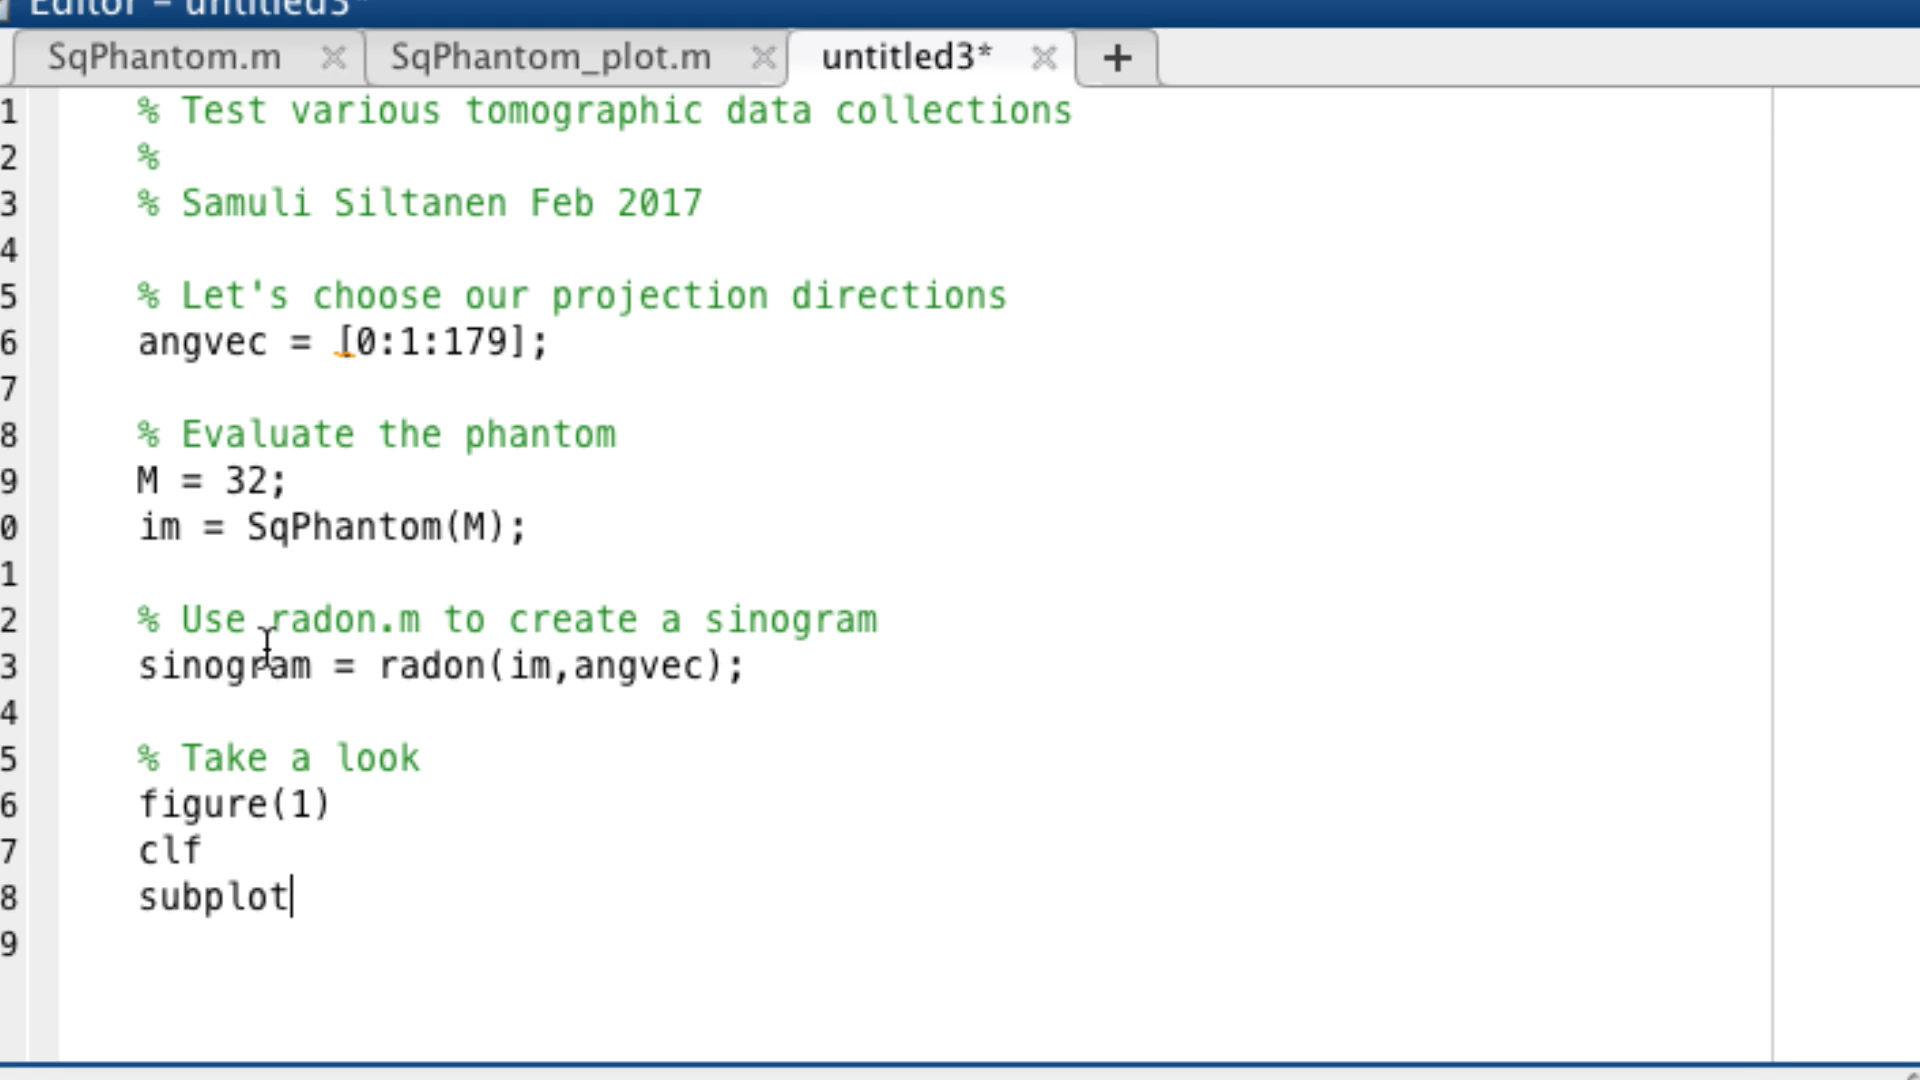 Editor - untitled3*
SqPhantom.m SqPhantom_plot.m untitled3* +
1 % Test various tomographic data collections
2 %
3 % Samuli Siltanen Feb 2017
4
5 % Let's choose our projection directions
6 angvec = [0:1:179];
7
8 % Evaluate the phantom
9 M = 32;
0 im = SqPhantom(M);
1
2 % Use radon.m to create a sinogram
3 sinogram = radon(im,angvec);
4
5 % Take a look
6 figure(1)
7 clf
8 subplot
9